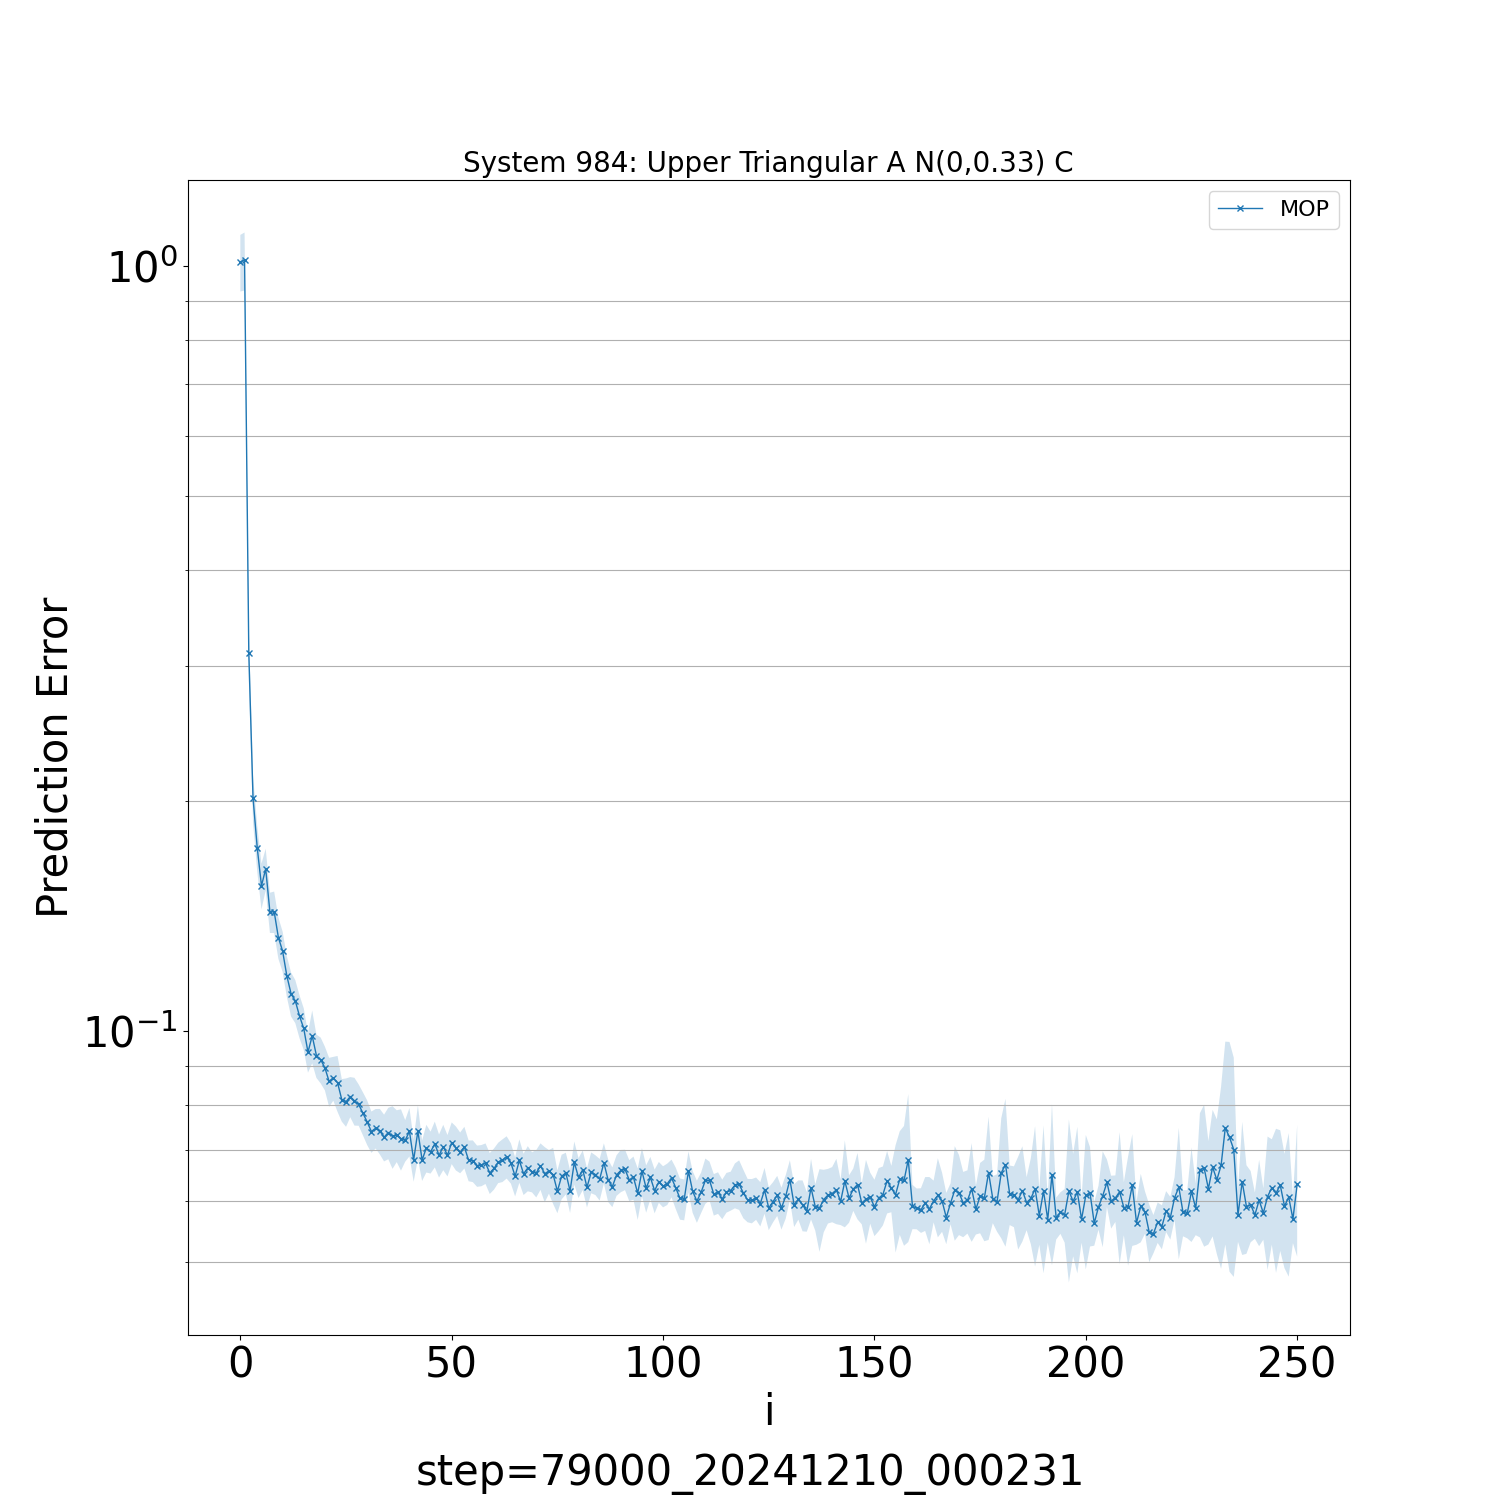 System 984: Upper Triangular A N(0,0.33) C
MOP
10⁰
10⁻¹
Prediction Error
0 50 100 150 200 250
i
step=79000_20241210_000231